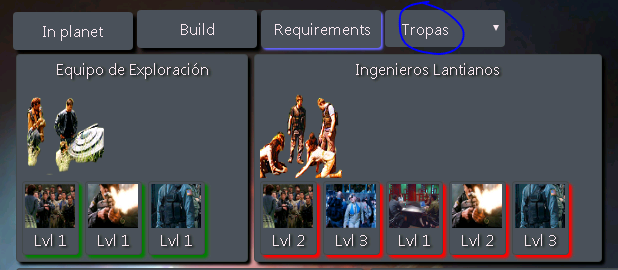 In planet Build Requirements Tropas
Equipo de Exploración
Ingenieros Lantianos
Lvl 1 Lvl 1 Lvl 1
Lvl 2 Lvl 3 Lvl 1 Lvl 2 Lvl 3